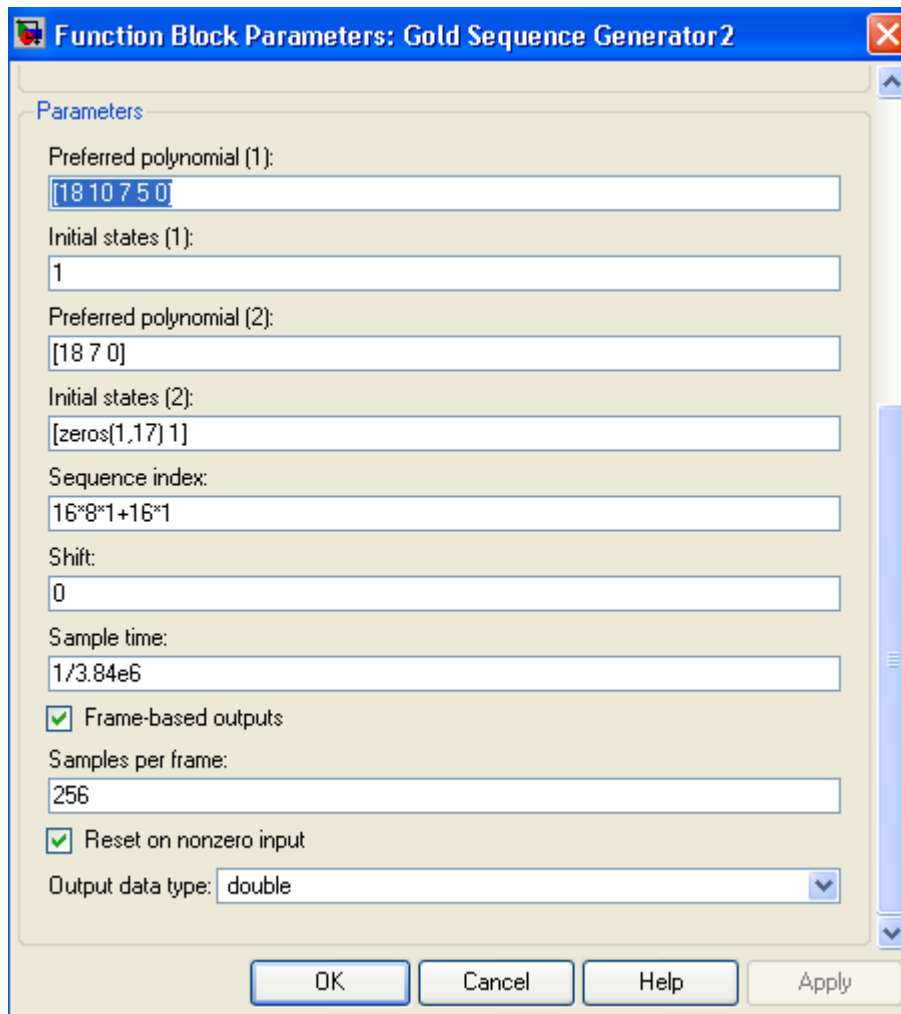 Function Block Parameters: Gold Sequence Generator2
Parameters
Preferred polynomial (1):
[18 10 7 5 0]
Initial states (1):
1
Preferred polynomial (2):
[18 7 0]
Initial states (2):
[zeros(1,17) 1]
Sequence index:
16*8*1+16*1
Shift:
0
Sample time:
1/3.84e6
Frame-based outputs
Samples per frame:
256
Reset on nonzero input
Output data type: double
OK Cancel Help Apply